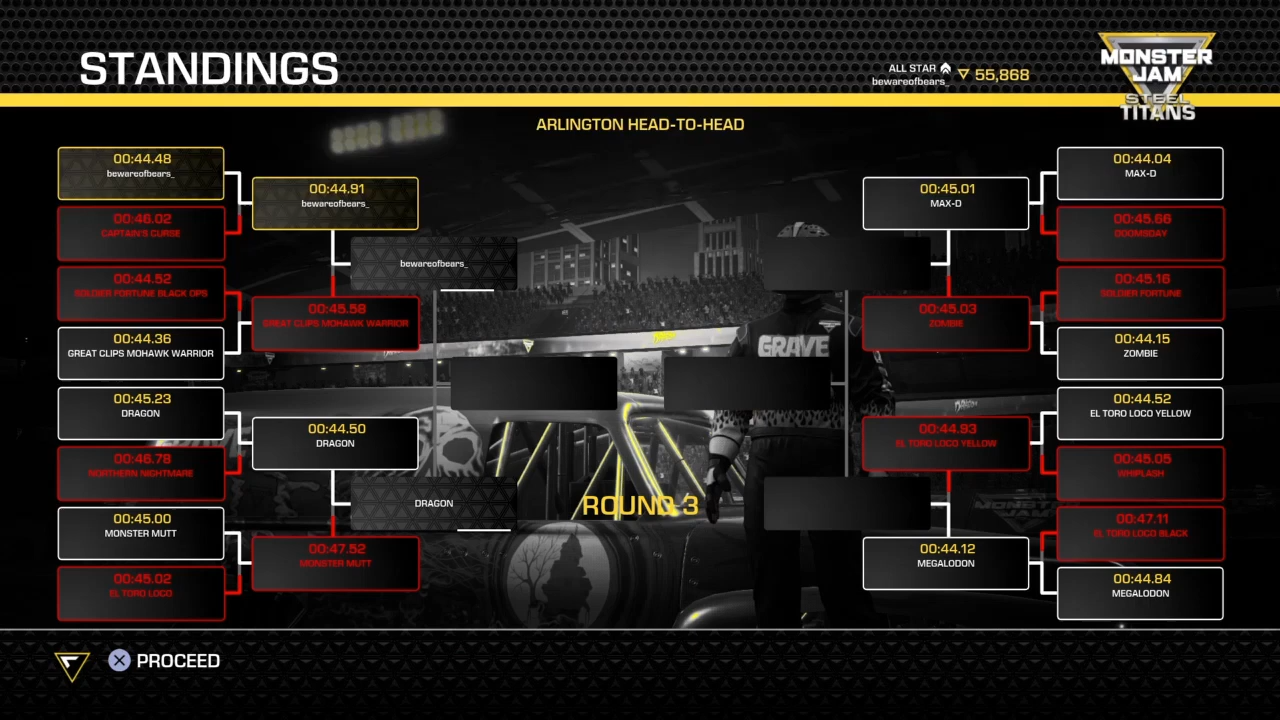 STANDINGS
ALL STAR
bewareofbears_
55,868
MONSTER
JAM
STEEL
TITANS
ARLINGTON HEAD-TO-HEAD
00:44.48
bewareofbears_
00:46.02
CAPTAIN'S CURSE
00:44.52
SOLDIER FORTUNE BLACK OPS
00:44.36
GREAT CLIPS MOHAWK WARRIOR
00:45.23
DRAGON
00:46.78
NORTHERN NIGHTMARE
00:45.00
MONSTER MUTT
00:45.02
EL TORO LOCO
00:44.91
bewareofbears_
00:45.58
GREAT CLIPS MOHAWK WARRIOR
00:44.50
DRAGON
00:47.52
MONSTER MUTT
bewareofbears_
DRAGON
GRAVE
ROUND 3
00:45.01
MAX-D
00:45.03
ZOMBIE
00:44.93
EL TORO LOCO YELLOW
00:44.12
MEGALODON
00:44.04
MAX-D
00:45.66
DOOMSDAY
00:45.16
SOLDIER FORTUNE
00:44.15
ZOMBIE
00:44.52
EL TORO LOCO YELLOW
00:45.05
WHIPLASH
00:47.11
EL TORO LOCO BLACK
00:44.84
MEGALODON
PROCEED